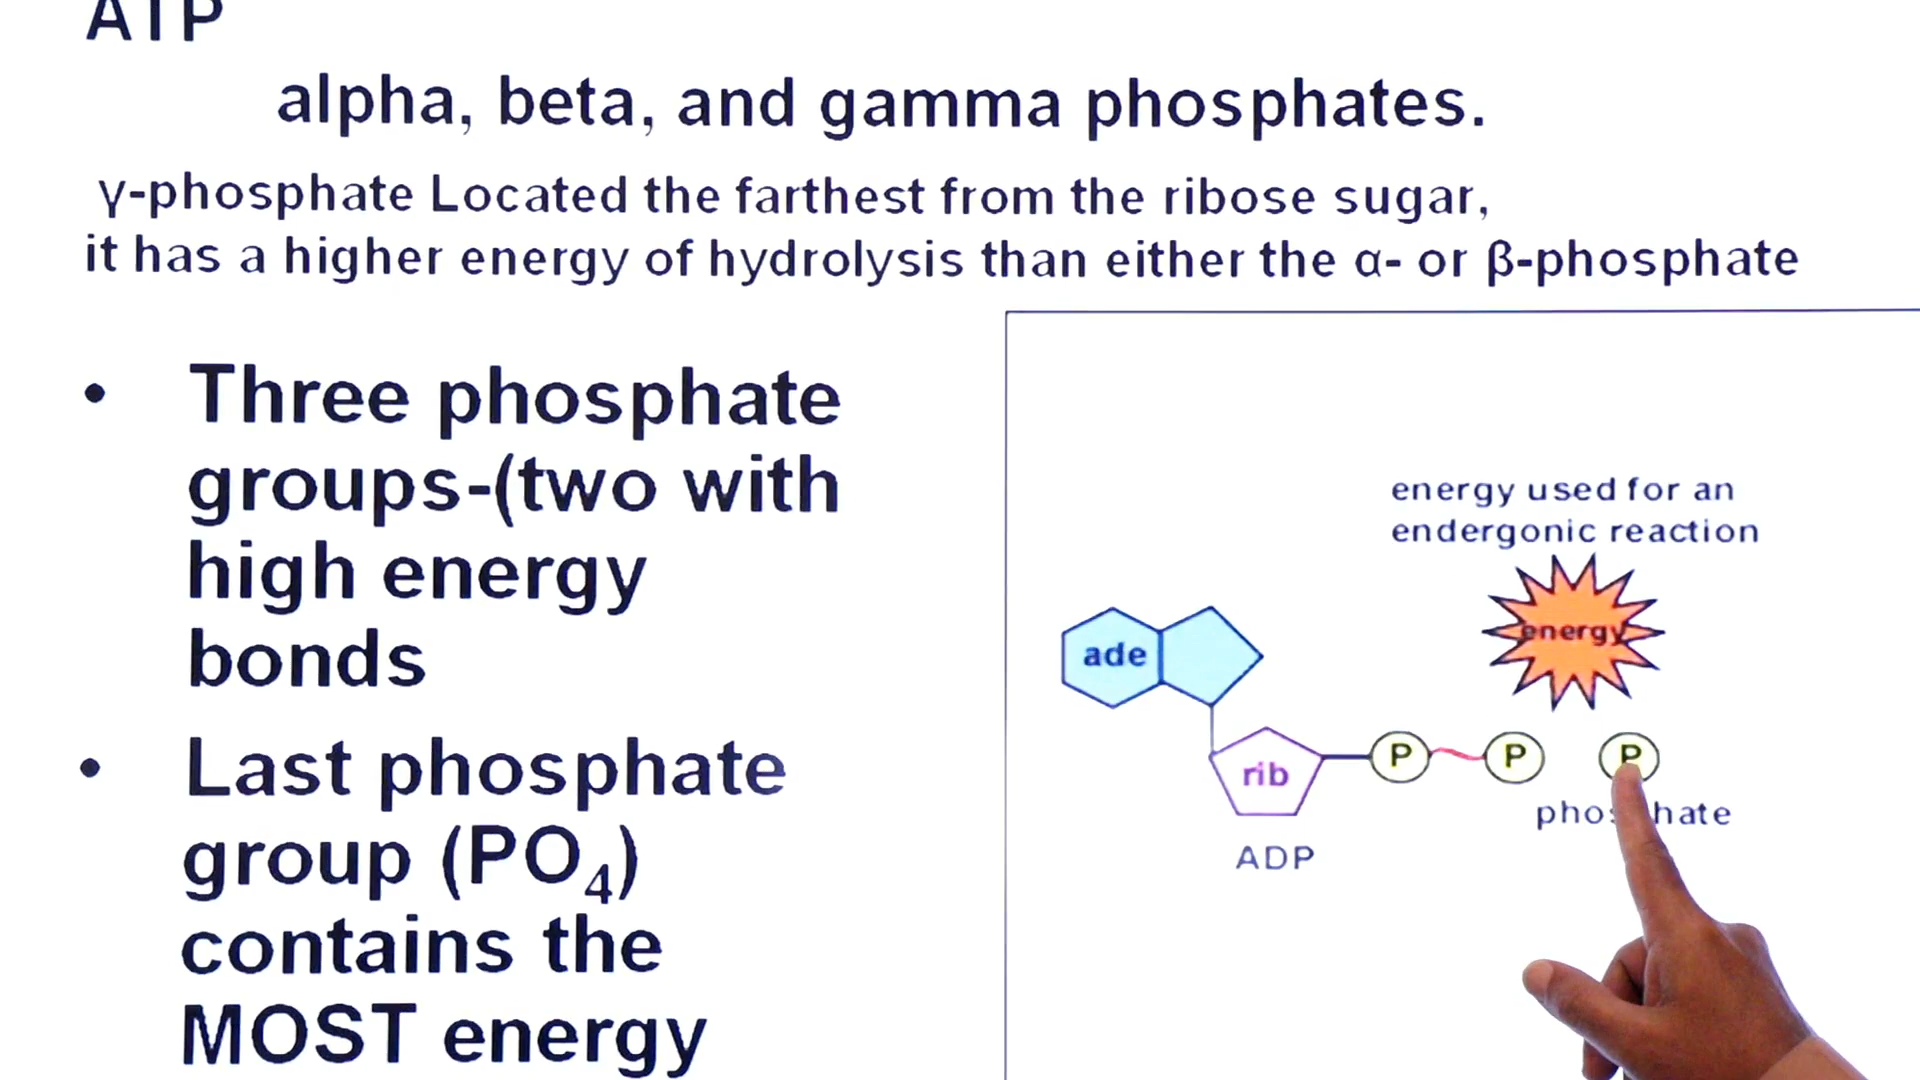 ATP
alpha, beta, and gamma phosphates.
γ-phosphate Located the farthest from the ribose sugar,
it has a higher energy of hydrolysis than either the α- or β-phosphate
• Three phosphate
groups-(two with
high energy
bonds
• Last phosphate
group (PO₄)
contains the
MOST energy
energy used for an
endergonic reaction
energy
ade
rib
P
P
P
phosphate
ADP